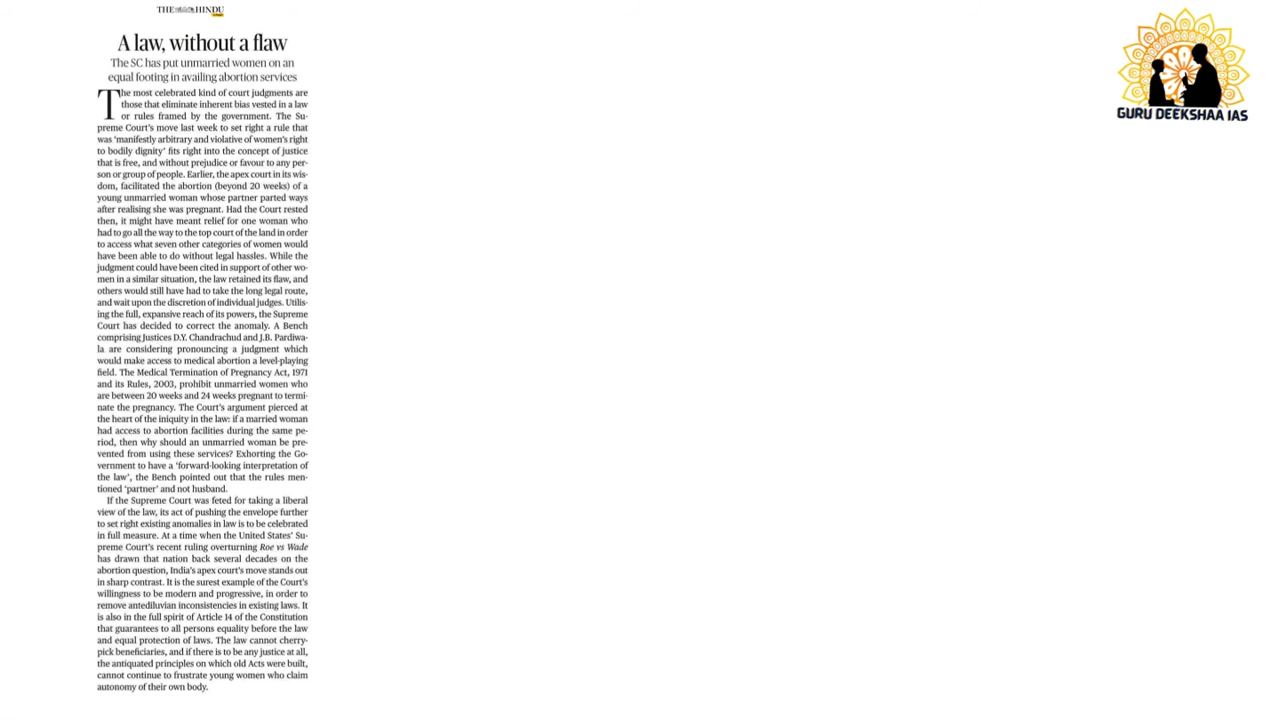 THE HINDU
A law, without a flaw
The SC has put unmarried women on an
equal footing in availing abortion services
The most celebrated kind of court judgments are
those that eliminate inherent bias vested in a law
or rules framed by the government. The Su-
preme Court's move last week to set right a rule that
was 'manifestly arbitrary and violative of women's right
to bodily dignity' fits right into the concept of justice
that is free, and without prejudice or favour to any per-
son or group of people. Earlier, the apex court in its wis-
dom, facilitated the abortion (beyond 20 weeks) of a
young unmarried woman whose partner parted ways
after realising she was pregnant. Had the Court rested
then, it might have meant relief for one woman who
had to go all the way to the top court of the land in order
to access what seven other categories of women would
have been able to do without legal hassles. While the
judgment could have been cited in support of other wo-
men in a similar situation, the law retained its flaw, and
others would still have had to take the long legal route,
and wait upon the discretion of individual judges. Utilis-
ing the full, expansive reach of its powers, the Supreme
Court has decided to correct the anomaly. A Bench
comprising Justices D.Y. Chandrachud and J.B. Pardiwa-
la are considering pronouncing a judgment which
would make access to medical abortion a level-playing
field. The Medical Termination of Pregnancy Act, 1971
and its Rules, 2003, prohibit unmarried women who
are between 20 weeks and 24 weeks pregnant to termi-
nate the pregnancy. The Court's argument pierced at
the heart of the iniquity in the law: if a married woman
had access to abortion facilities during the same pe-
riod, then why should an unmarried woman be pre-
vented from using these services? Exhorting the Go-
vernment to have a 'forward-looking interpretation of
the law', the Bench pointed out that the rules men-
tioned 'partner' and not husband.
If the Supreme Court was feted for taking a liberal
view of the law, its act of pushing the envelope further
to set right existing anomalies in law is to be celebrated
in full measure. At a time when the United States' Su-
preme Court's recent ruling overturning Roe vs Wade
has drawn that nation back several decades on the
abortion question, India's apex court's move stands out
in sharp contrast. It is the surest example of the Court's
willingness to be modern and progressive, in order to
remove antediluvian inconsistencies in existing laws. It
is also in the full spirit of Article 14 of the Constitution
that guarantees to all persons equality before the law
and equal protection of laws. The law cannot cherry-
pick beneficiaries, and if there is to be any justice at all,
the antiquated principles on which old Acts were built,
cannot continue to frustrate young women who claim
autonomy of their own body.
GURU DEEKSHAA IAS